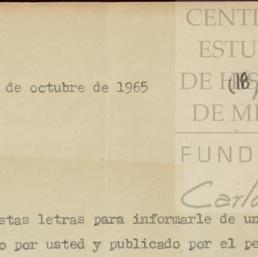 CENT
ESTU
DE HIS
(18
DE M
FUND
Carlo
de octubre de 1965
stas letras para informarle de un
o por usted y publicado por el pe